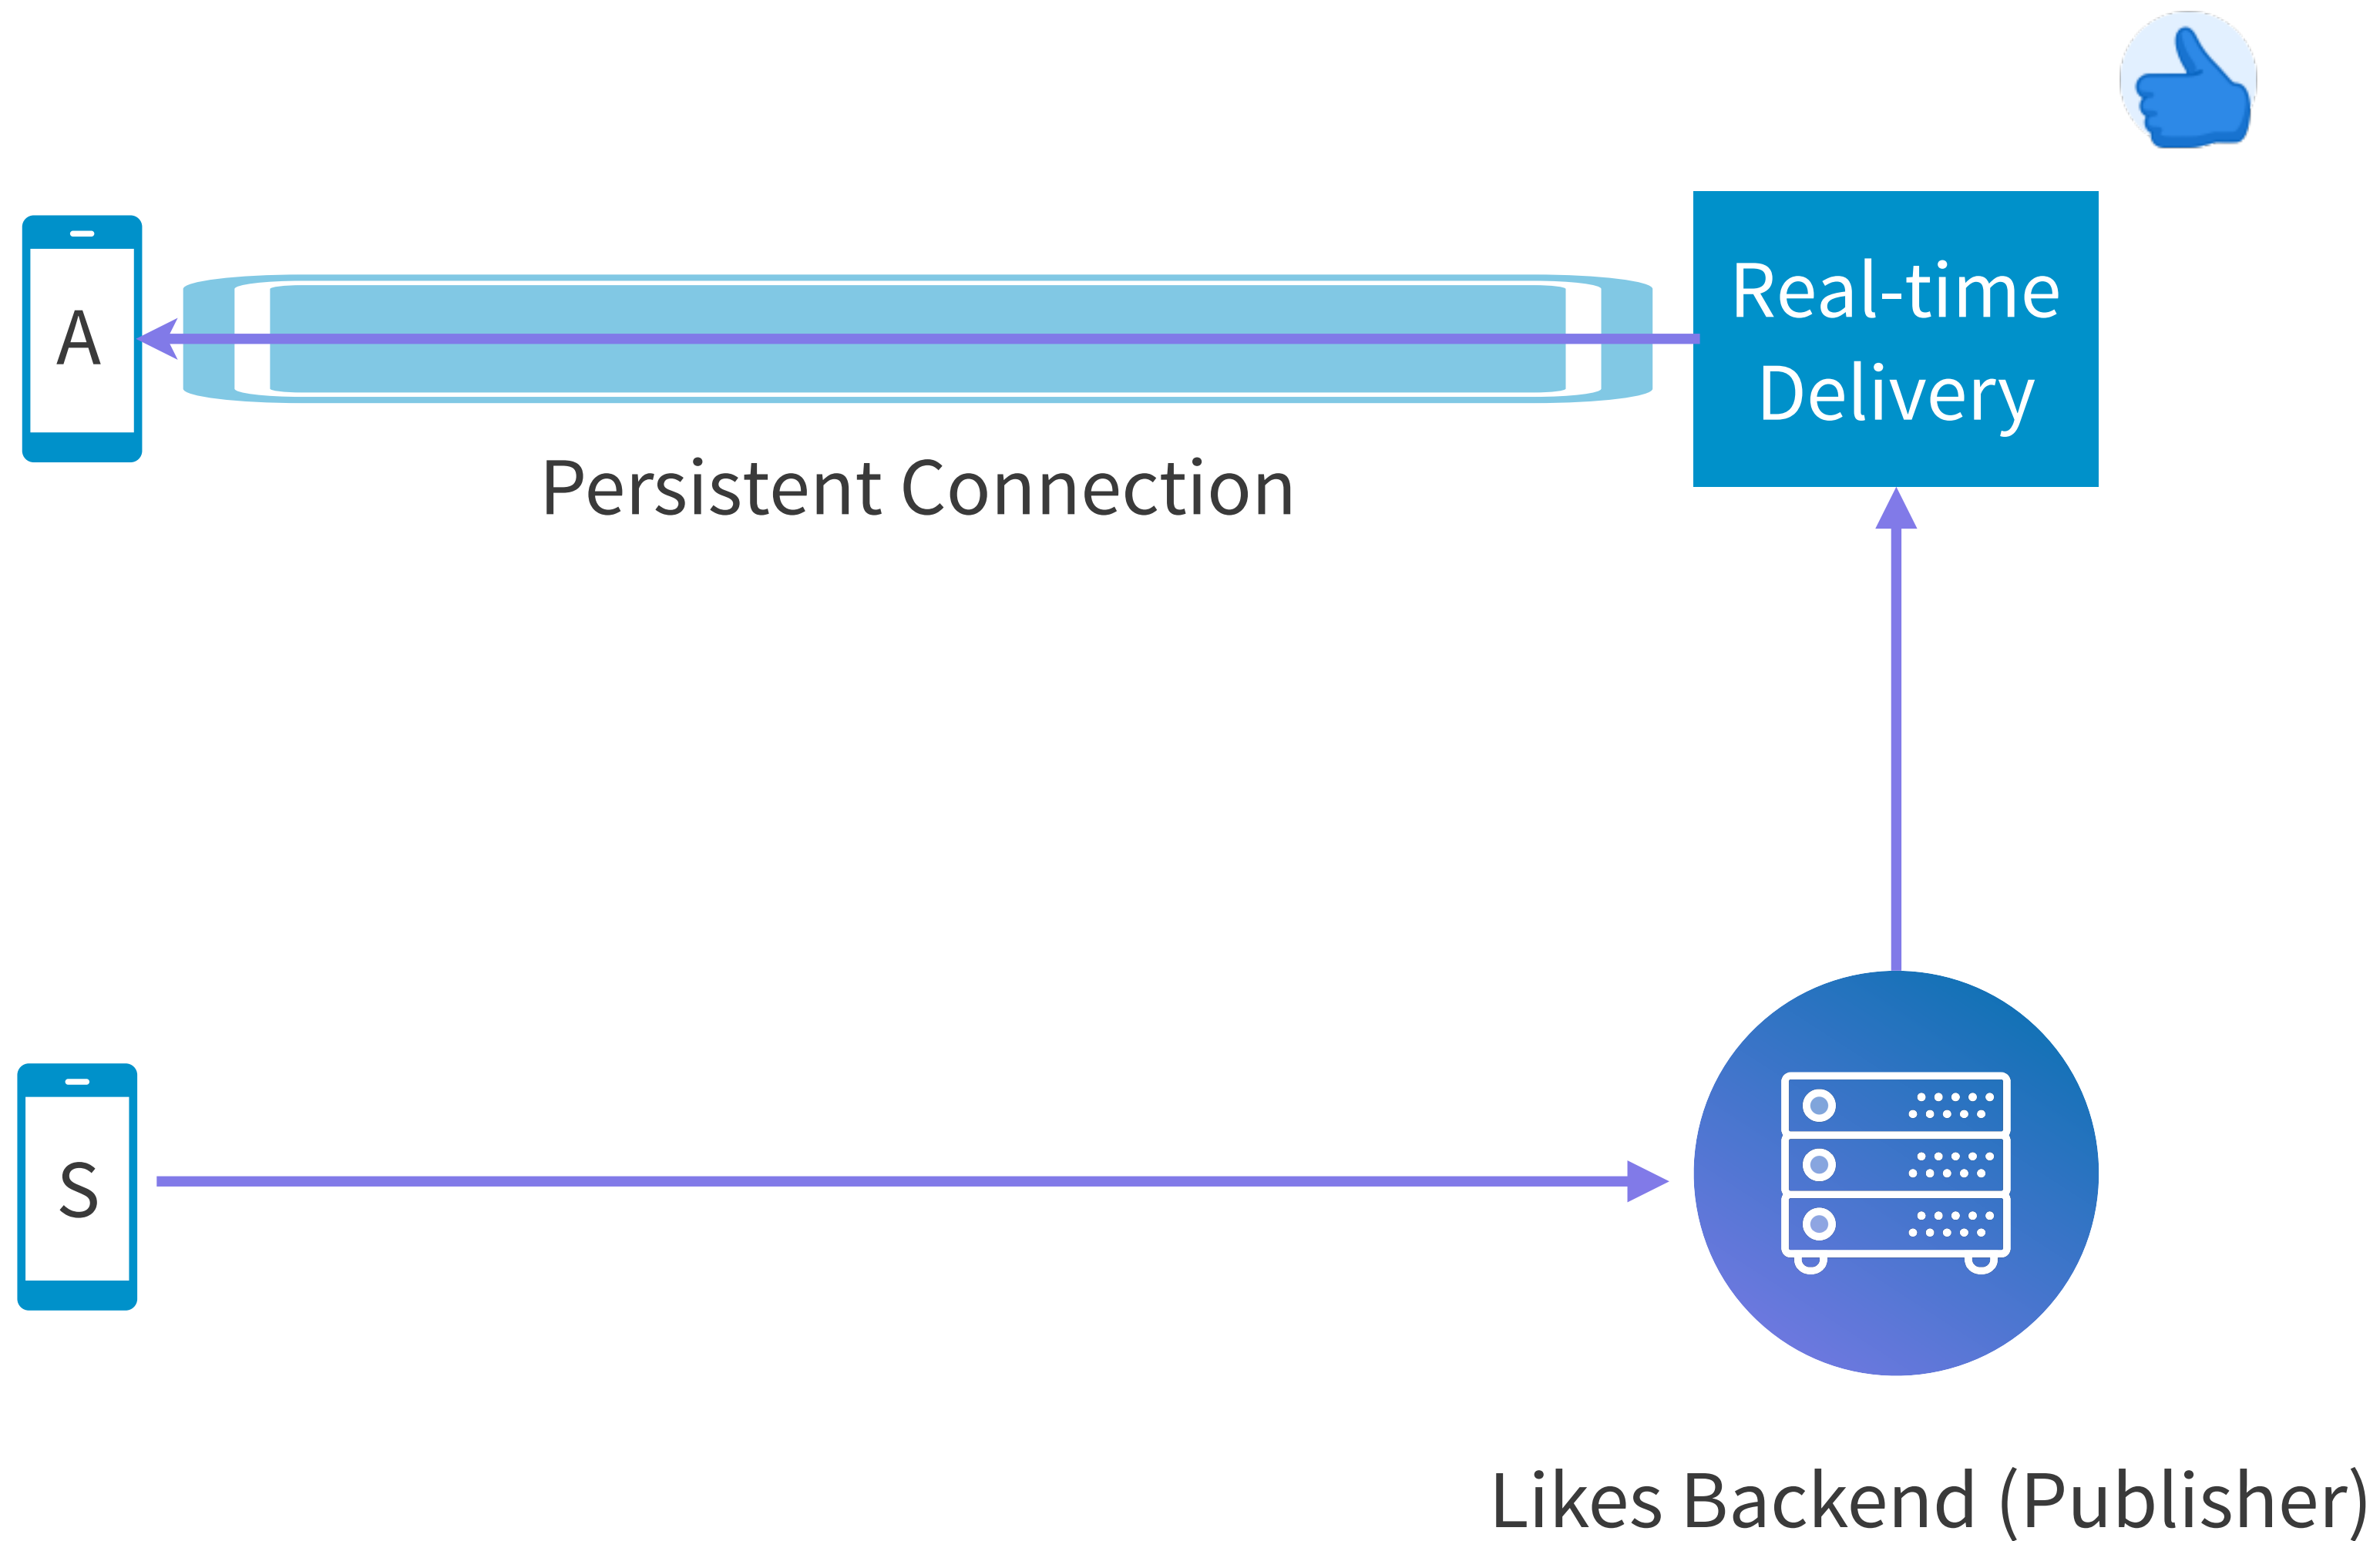 A
Real-time
Delivery
Persistent Connection
S
Likes Backend (Publisher)